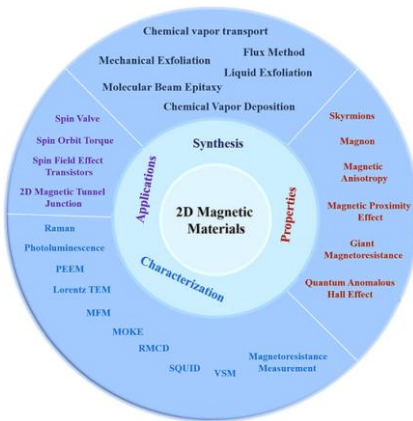 Chemical vapor transport
Flux Method
Mechanical Exfoliation
Liquid Exfoliation
Molecular Beam Epitaxy
Chemical Vapor Deposition
Synthesis
Skyrmions
Magnon
Magnetic
Anisotropy
Magnetic Proximity
Effect
Giant
Magnetoresistance
Quantum Anomalous
Hall Effect
Properties
Spin Valve
Spin Orbit Torque
Spin Field Effect
Transistors
2D Magnetic Tunnel
Junction
Applications
2D Magnetic
Materials
Raman
Photoluminescence
PEEM
Lorentz TEM
MFM
MOKE
RMCD
SQUID
VSM
Magnetoresistance
Measurement
Characterization